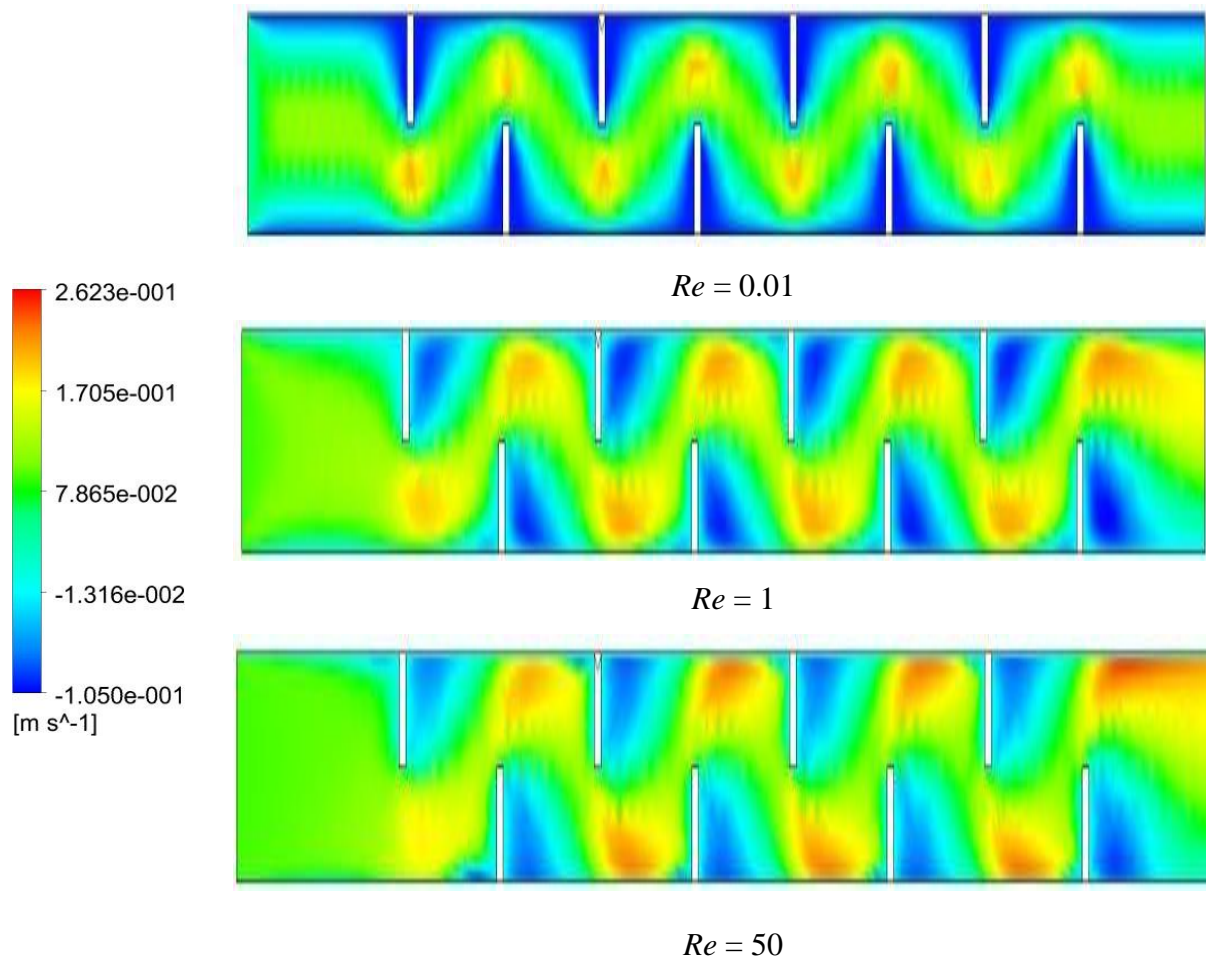 Re = 0.01
2.623e-001
1.705e-001
7.865e-002
-1.316e-002
-1.050e-001
[m s^-1]
Re = 1
Re = 50